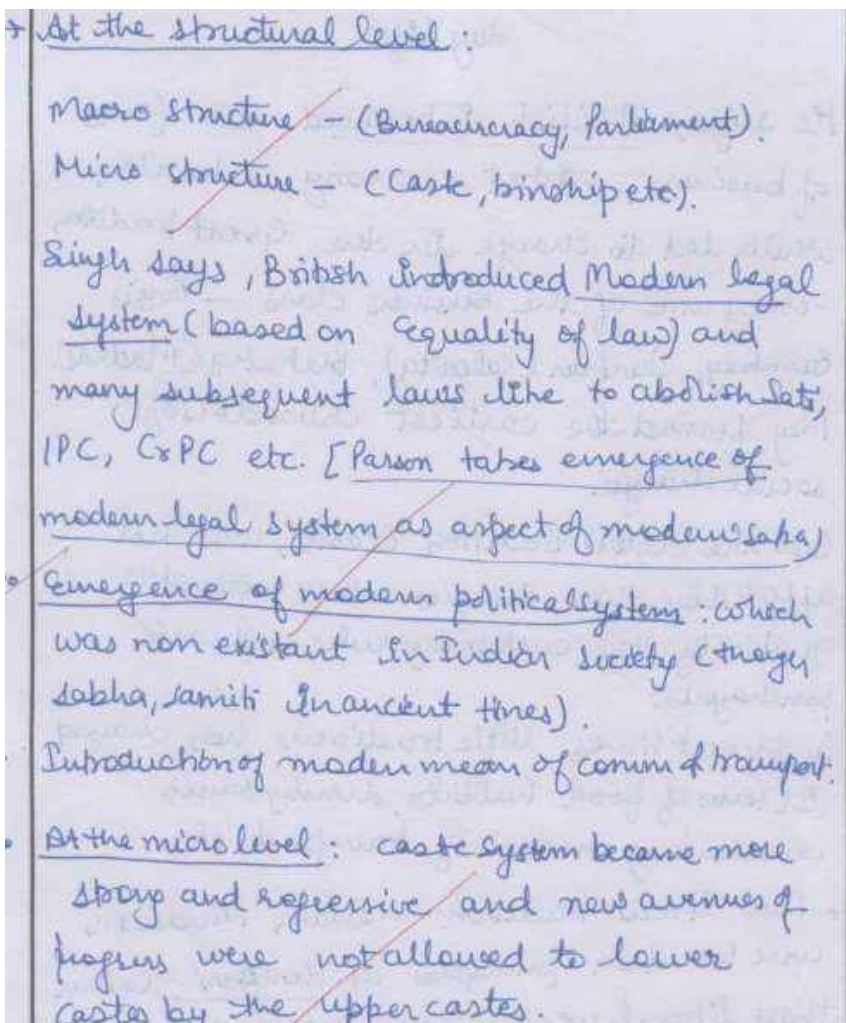 → At the structural level :
Macro structure – (Bureaucracy, Parliament).
Micro structure – (Caste, kinship etc).
Singh says, British introduced Modern legal
system (based on Equality of law) and
many subsequent laws like to abolish Sati,
IPC, CrPC etc. [Parson takes emergence of
modern legal system as aspect of
• Emergence of modern political system : which
was non existant in Indian society (though
sabha, samiti in ancient times).
· Introduction of modern mean of comm & transport.
• At the micro level : caste system became more
strong and regressive and new avenues of
progress were not allowed to lower
castes by the upper castes.